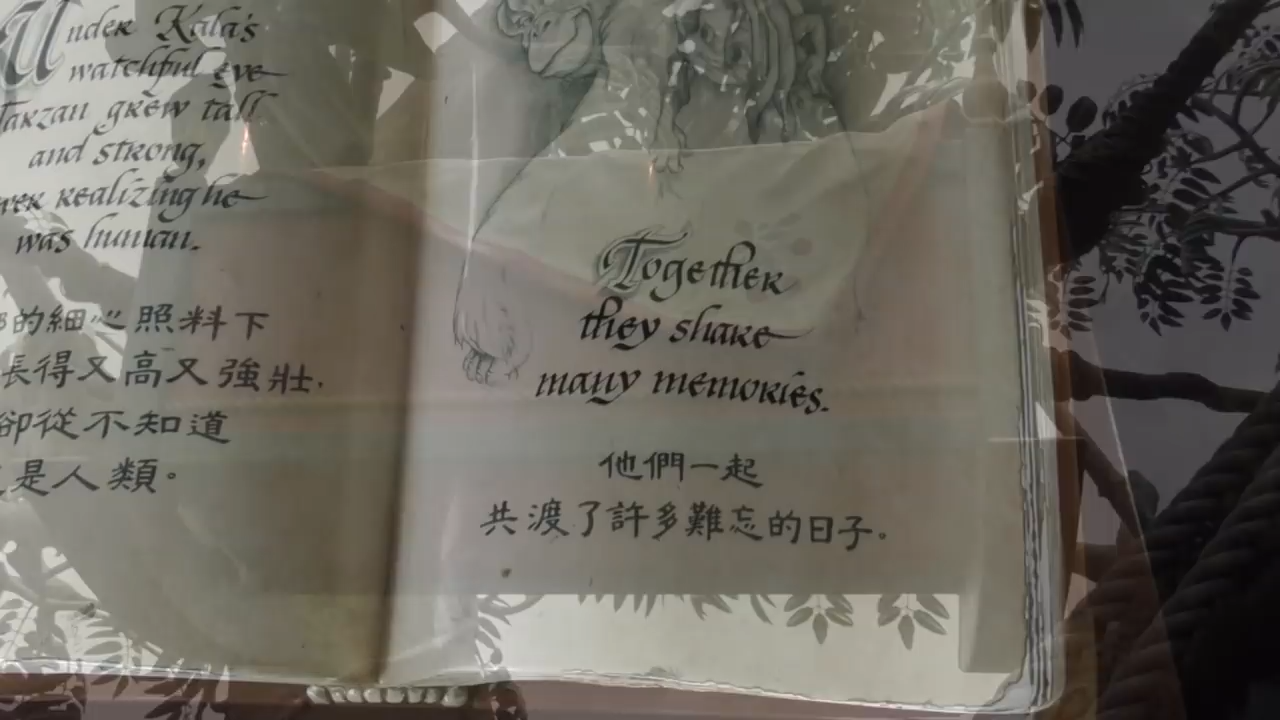 Under Kala's
watchful eye
Tarzan grew tall
and strong,
realizing he
was human.
的細心照料下
長得又高又強壯.
卻從不知道
是人類。
Together
they share
many memories.
他們一起
共渡了許多難忘的日子。